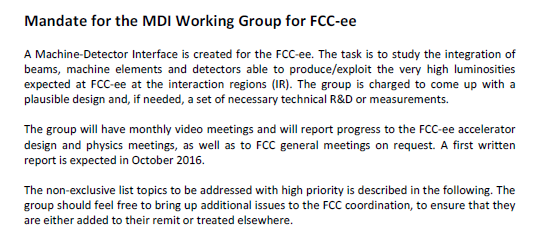 Mandate for the MDI Working Group for FCC-ee
A Machine-Detector Interface is created for the FCC-ee. The task is to study the integration of
beams, machine elements and detectors able to produce/exploit the very high luminosities
expected at FCC-ee at the interaction regions (IR). The group is charged to come up with a
plausible design and, if needed, a set of necessary technical R&D or measurements.
The group will have monthly video meetings and will report progress to the FCC-ee accelerator
design and physics meetings, as well as to FCC general meetings on request. A first written
report is expected in October 2016.
The non-exclusive list topics to be addressed with high priority is described in the following. The
group should feel free to bring up additional issues to the FCC coordination, to ensure that they
are either added to their remit or treated elsewhere.